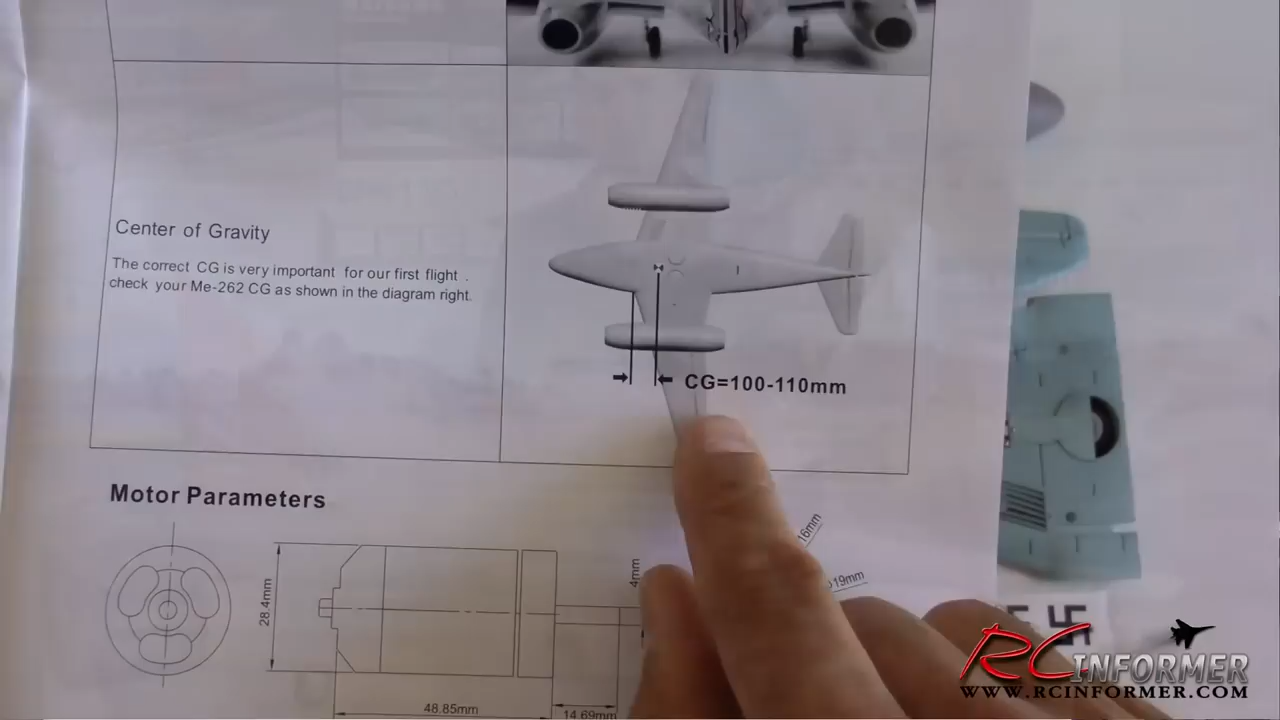 Center of Gravity
The correct CG is very important for our first flight .
check your Me-262 CG as shown in the diagram right.
CG=100-110mm
Motor Parameters
16mm
4mm
19mm
28.4mm
48.85mm
14.69mm
RCINFORMER
WWW.RCINFORMER.COM